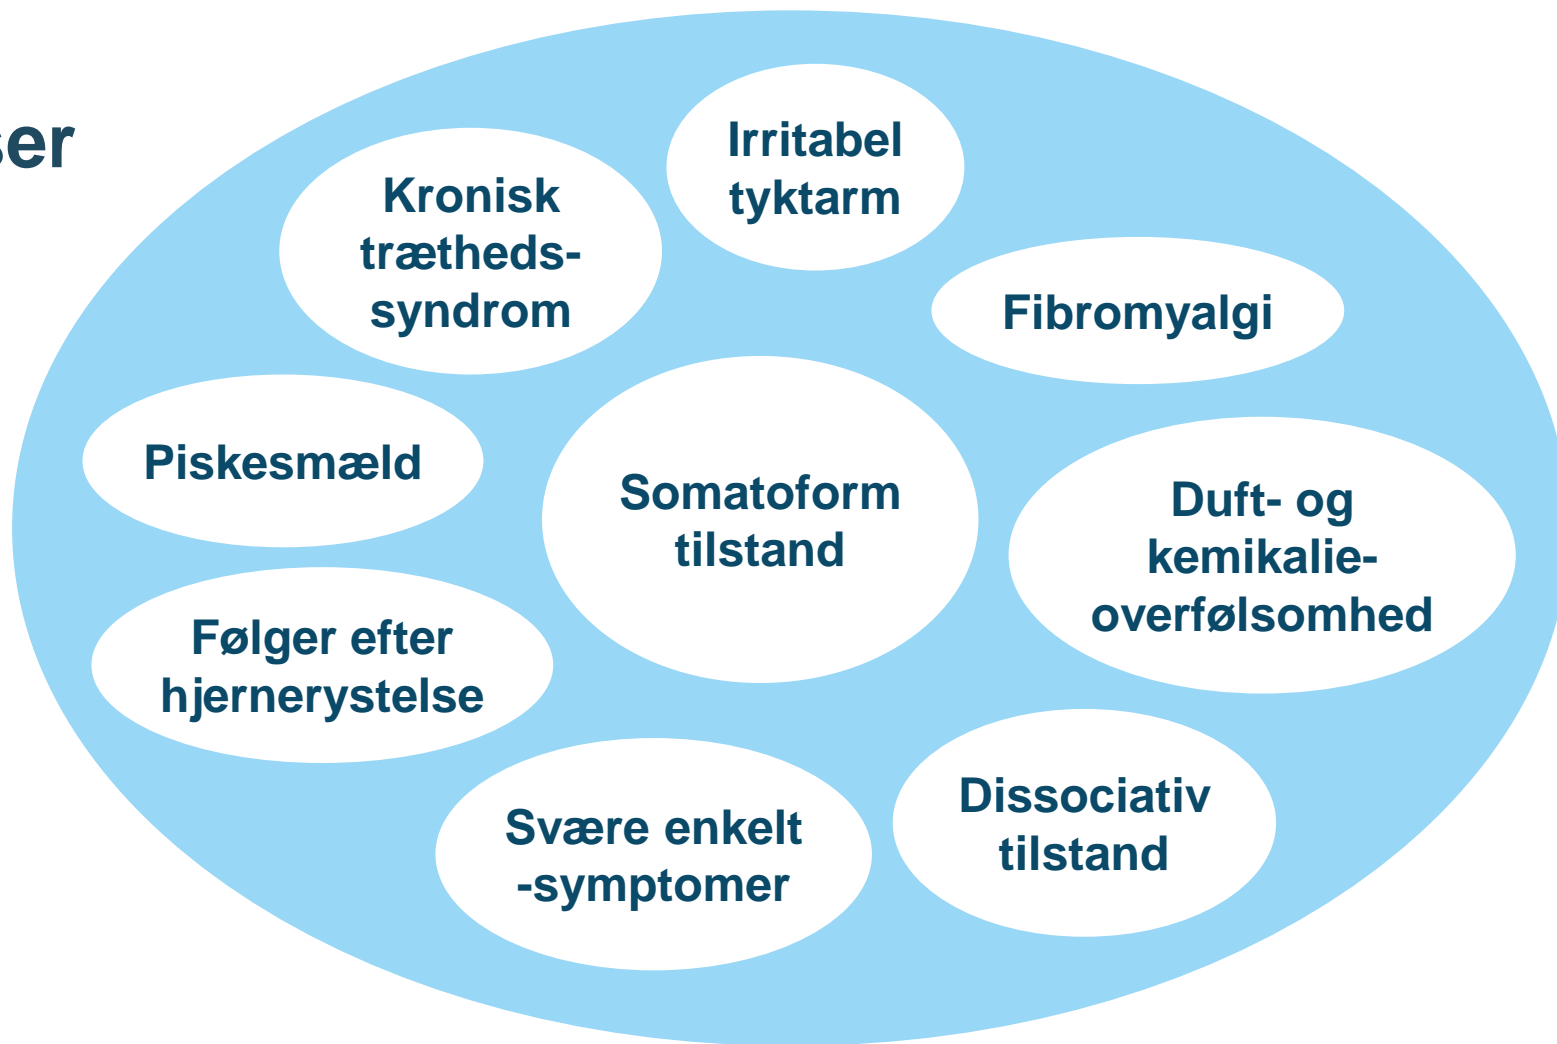 ser
Irritabel
tyktarm
Kronisk
trætheds-
syndrom
Fibromyalgi
Piskesmæld
Somatoform
tilstand
Duft- og
kemikalie-
overfølsomhed
Følger efter
hjernerystelse
Svære enkelt
-symptomer
Dissociativ
tilstand